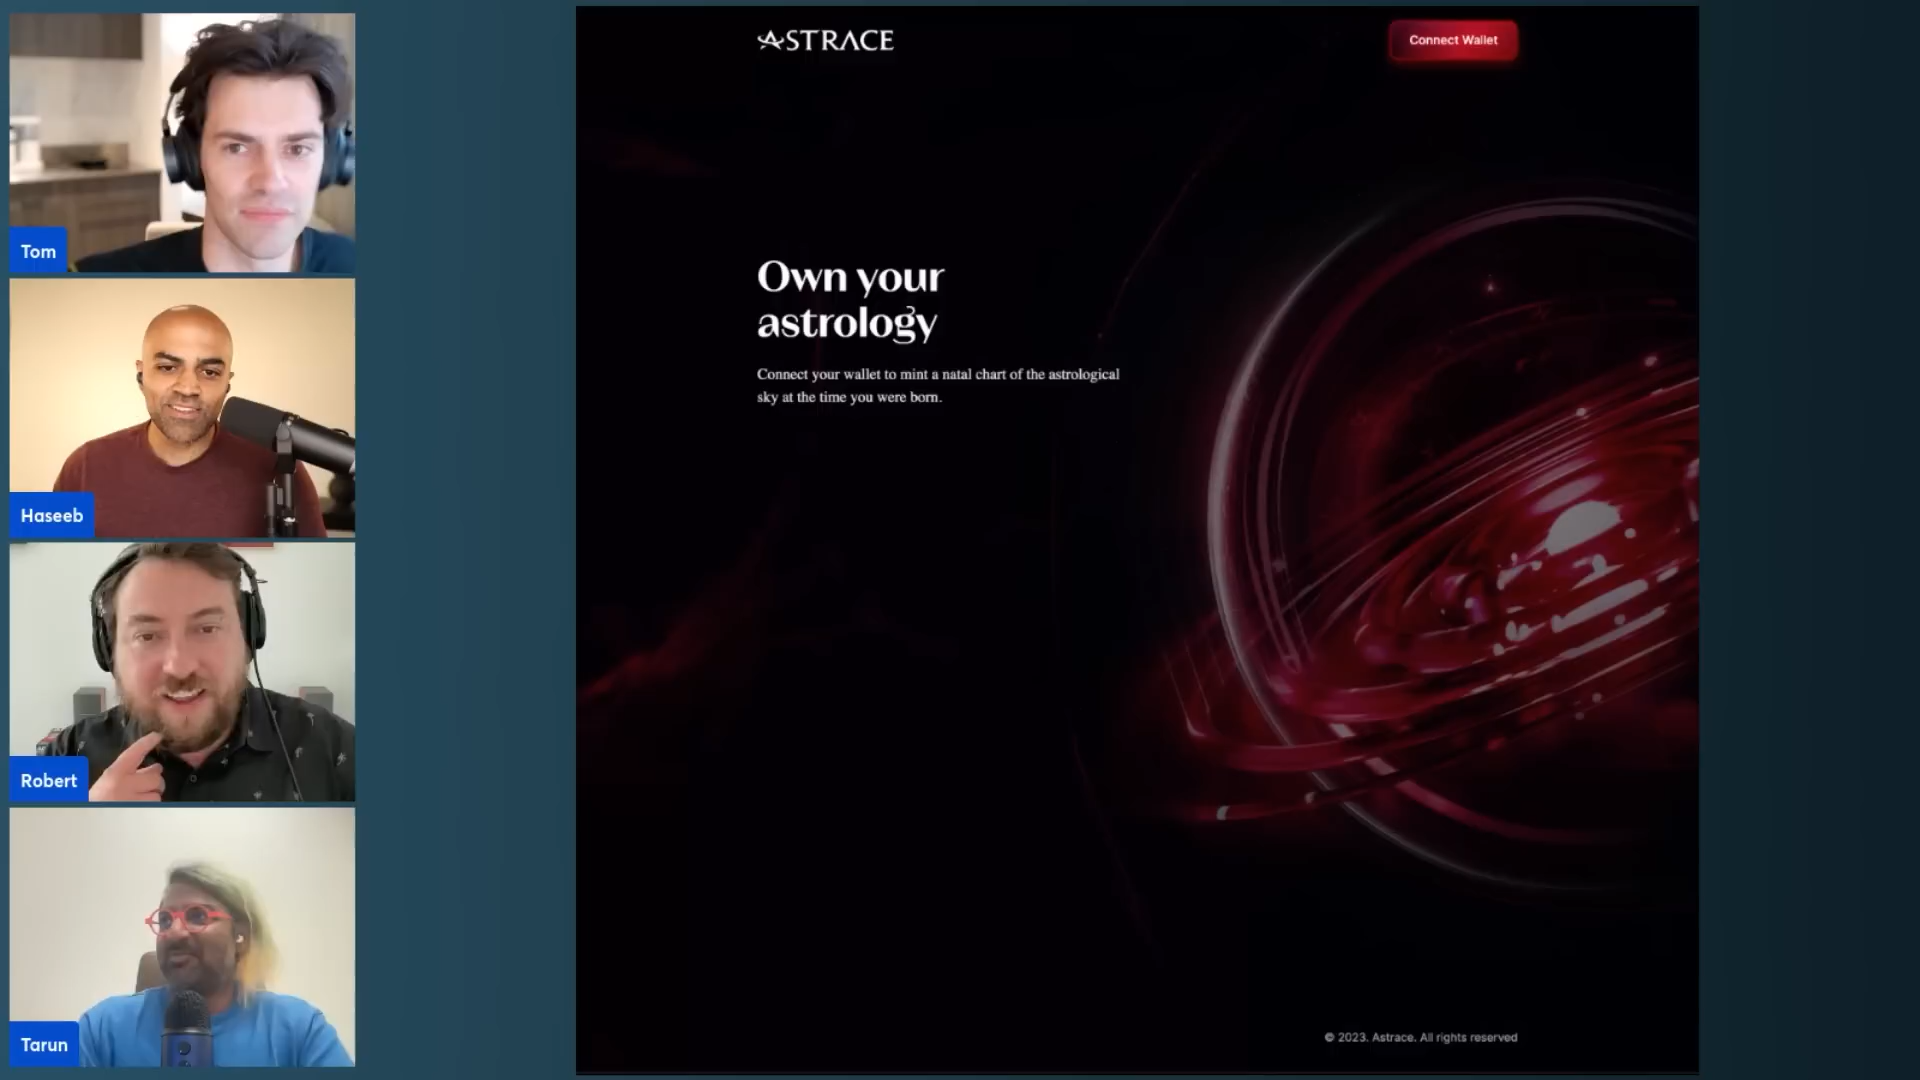 Tom
Haseeb
Robert
Tarun
ASTRACE
Connect Wallet
Own your
astrology
Connect your wallet to mint a natal chart of the astrological
sky at the time you were born.
© 2023. Astrace. All rights reserved